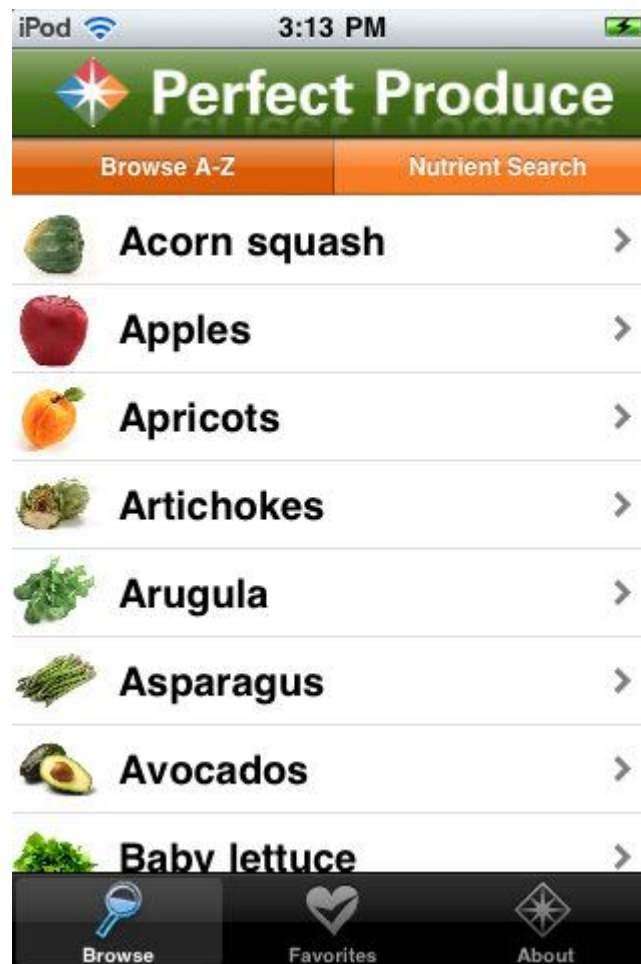 iPod 3:13 PM
Perfect Produce
Browse A-Z Nutrient Search
Acorn squash
Apples
Apricots
Artichokes
Arugula
Asparagus
Avocados
Baby lettuce
Browse Favorites About